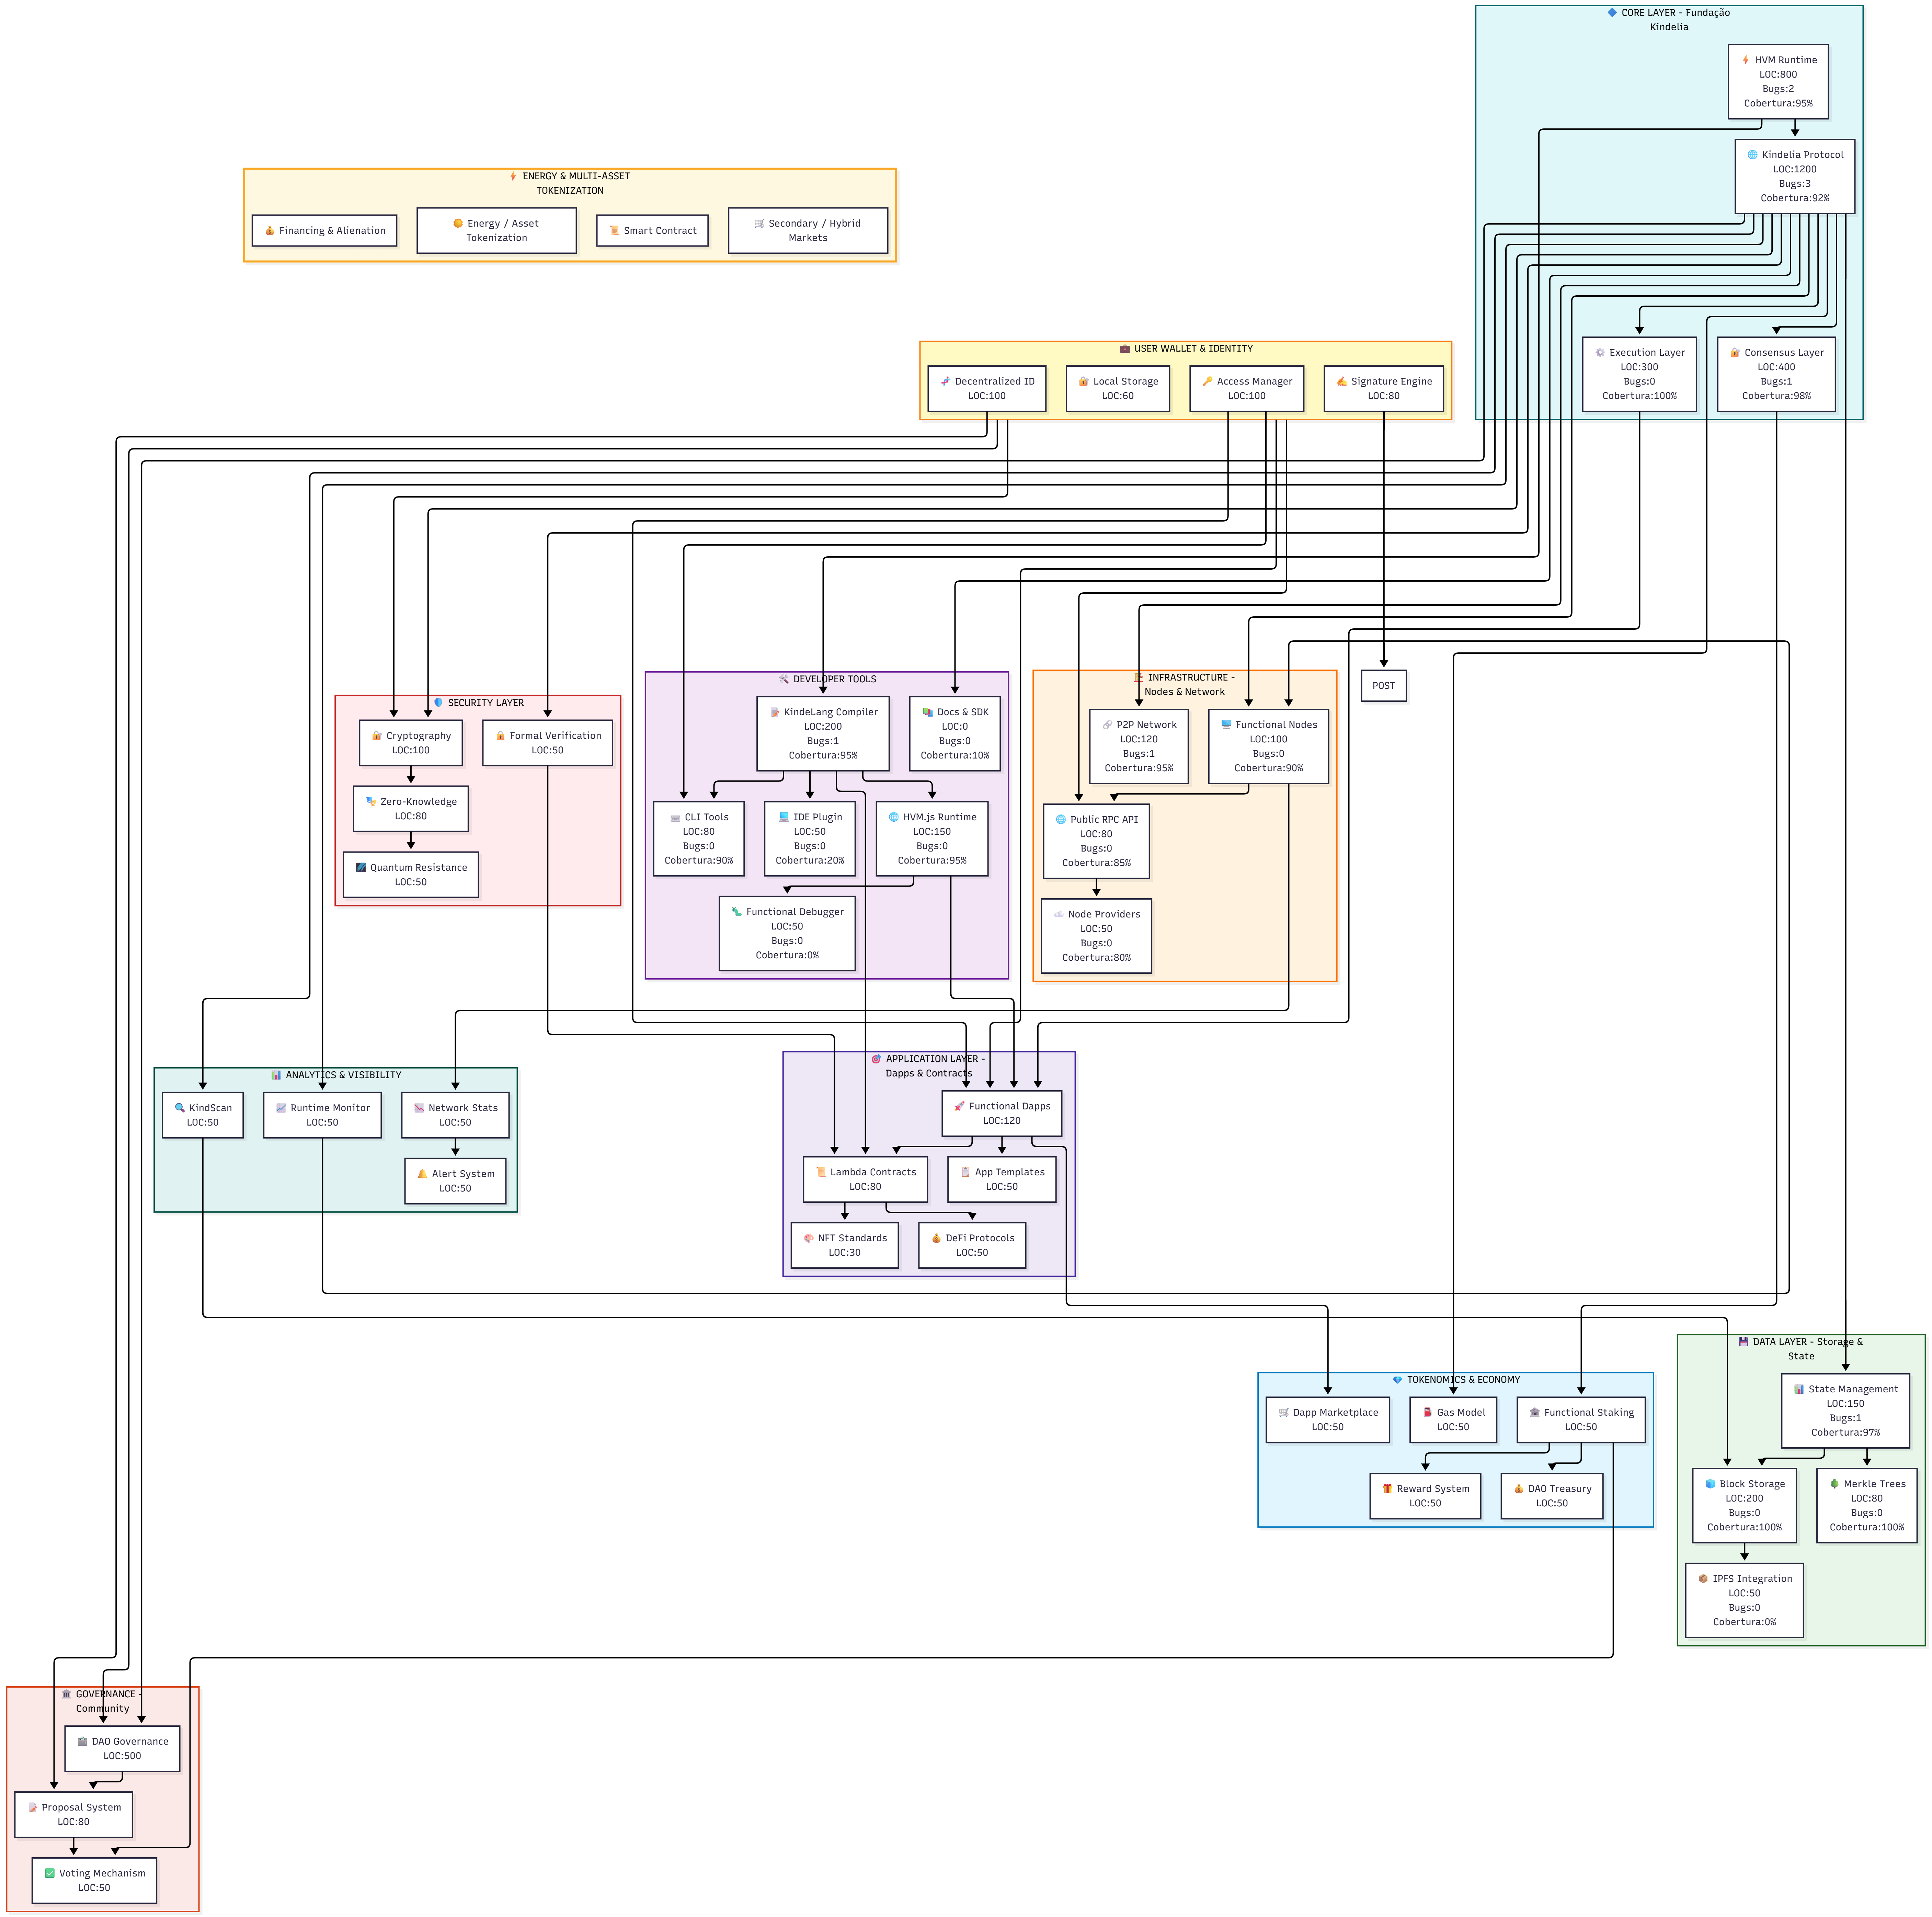 CORE LAYER - Fundação
Kindelia
HVM Runtime
LOC:800
Bugs:2
Cobertura:95%
Kindelia Protocol
LOC:1200
Bugs:3
Cobertura:92%
Execution Layer
LOC:300
Bugs:0
Cobertura:100%
Consensus Layer
LOC:400
Bugs:1
Cobertura:98%
ENERGY & MULTI-ASSET
TOKENIZATION
Financing & Alienation
Energy / Asset
Tokenization
Smart Contract
Secondary / Hybrid
Markets
USER WALLET & IDENTITY
Decentralized ID
LOC:100
Local Storage
LOC:60
Access Manager
LOC:100
Signature Engine
LOC:80
POST
SECURITY LAYER
Cryptography
LOC:100
Formal Verification
LOC:50
Zero-Knowledge
LOC:80
Quantum Resistance
LOC:50
DEVELOPER TOOLS
KindeLang Compiler
LOC:200
Bugs:1
Cobertura:95%
Docs & SDK
LOC:0
Bugs:0
Cobertura:10%
CLI Tools
LOC:80
Bugs:0
Cobertura:90%
IDE Plugin
LOC:50
Bugs:0
Cobertura:20%
HVM.js Runtime
LOC:150
Bugs:0
Cobertura:95%
Functional Debugger
LOC:50
Bugs:0
Cobertura:0%
INFRASTRUCTURE -
Nodes & Network
P2P Network
LOC:120
Bugs:1
Cobertura:95%
Functional Nodes
LOC:100
Bugs:0
Cobertura:90%
Public RPC API
LOC:80
Bugs:0
Cobertura:85%
Node Providers
LOC:50
Bugs:0
Cobertura:80%
ANALYTICS & VISIBILITY
KindScan
LOC:50
Runtime Monitor
LOC:50
Network Stats
LOC:50
Alert System
LOC:50
APPLICATION LAYER -
Dapps & Contracts
Functional Dapps
LOC:120
Lambda Contracts
LOC:80
App Templates
LOC:50
NFT Standards
LOC:30
DeFi Protocols
LOC:50
TOKENOMICS & ECONOMY
Dapp Marketplace
LOC:50
Gas Model
LOC:50
Functional Staking
LOC:50
Reward System
LOC:50
DAO Treasury
LOC:50
DATA LAYER - Storage &
State
State Management
LOC:150
Bugs:1
Cobertura:97%
Block Storage
LOC:200
Bugs:0
Cobertura:100%
Merkle Trees
LOC:80
Bugs:0
Cobertura:100%
IPFS Integration
LOC:50
Bugs:0
Cobertura:0%
GOVERNANCE -
Community
DAO Governance
LOC:500
Proposal System
LOC:80
Voting Mechanism
LOC:50